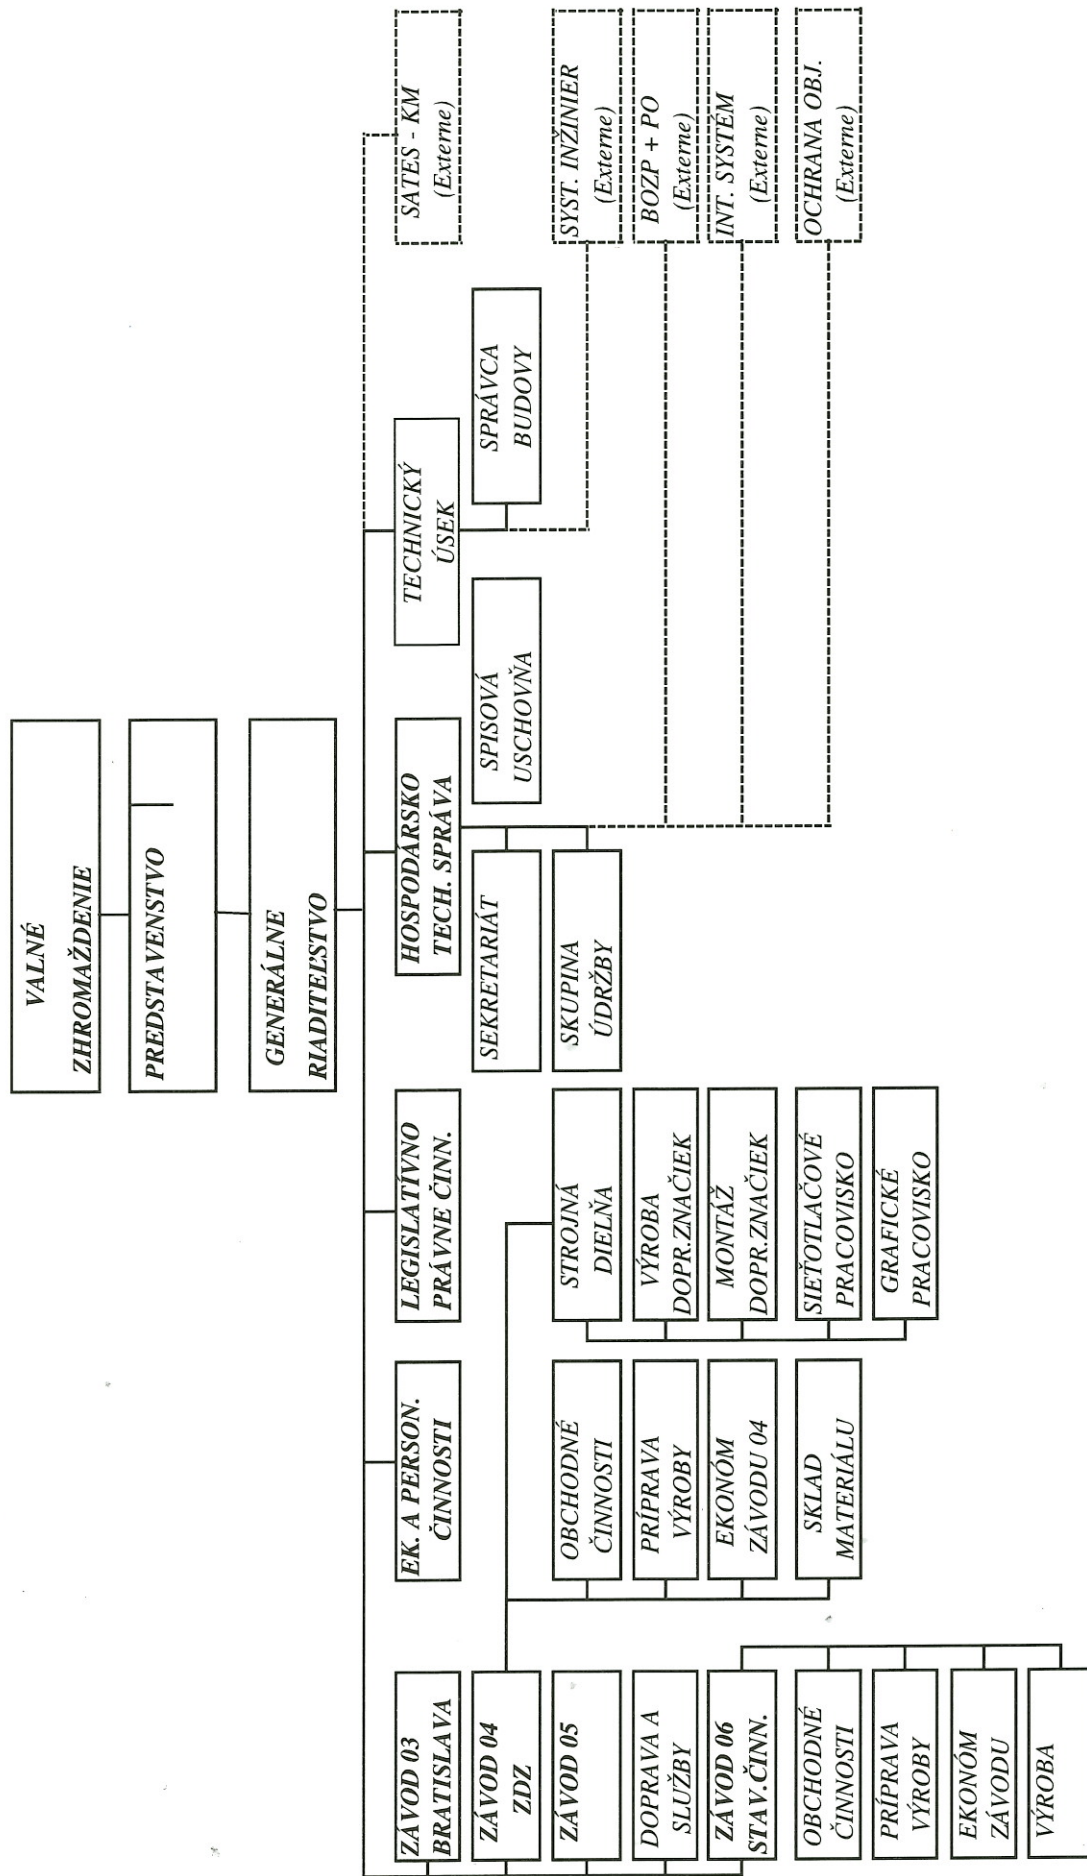 VALNÉ
ZHROMAŽDENIE
PREDSTAVENSTVO
GENERÁLNE
RIADITEĽSTVO
EK. A PERSON.
ČINNOSTI
LEGISLATÍVNO
PRÁVNE ČINN.
HOSPODÁRSKO
TECH. SPRÁVA
TECHNICKÝ
ÚSEK
SATES - KM
(Externe)
ZÁVOD 03
BRATISLAVA
ZÁVOD 04
ZDZ
ZÁVOD 05
DOPRAVA A
SLUŽBY
ZÁVOD 06
STAV.ČINN.
OBCHODNÉ
ČINNOSTI
PRÍPRAVA
VÝROBY
EKONÓM
ZÁVODU
VÝROBA
OBCHODNÉ
ČINNOSTI
PRÍPRAVA
VÝROBY
EKONÓM
ZÁVODU 04
SKLAD
MATERIÁLU
STROJNÁ
DIELŇA
VÝROBA
DOPR.ZNAČIEK
MONTÁŽ
DOPR.ZNAČIEK
SIEŤOTLAČOVÉ
PRACOVISKO
GRAFICKÉ
PRACOVISKO
SEKRETARIÁT
SKUPINA
ÚDRŽBY
SPISOVÁ
USCHOVŇA
SPRÁVCA
BUDOVY
SYST. INŽINIER
(Externe)
BOZP + PO
(Externe)
INT. SYSTÉM
(Externe)
OCHRANA OBJ.
(Externe)